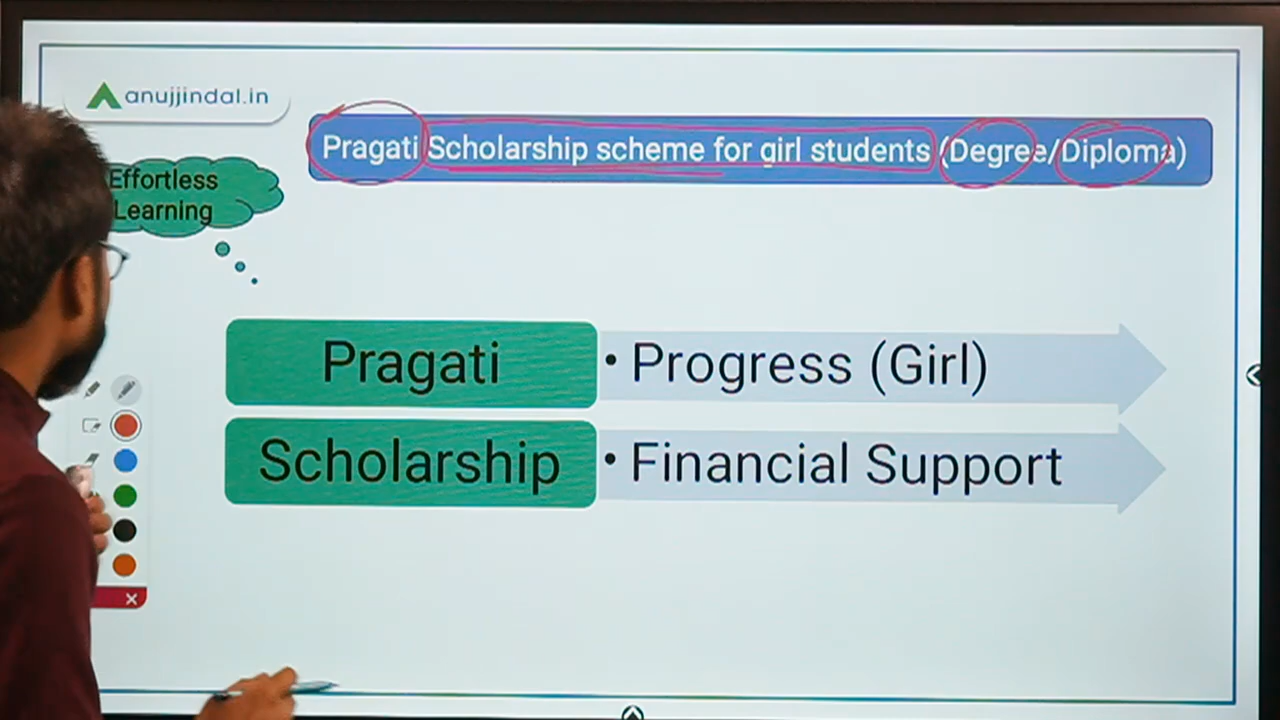 anujjindal.in
Pragati Scholarship scheme for girl students (Degree/Diploma)
Effortless
Learning
Pragati
• Progress (Girl)
Scholarship
• Financial Support